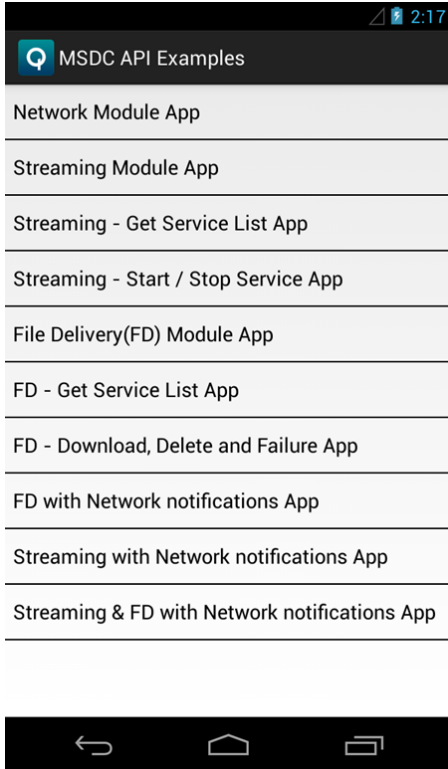 2:17
MSDC API Examples
Network Module App
Streaming Module App
Streaming - Get Service List App
Streaming - Start / Stop Service App
File Delivery(FD) Module App
FD - Get Service List App
FD - Download, Delete and Failure App
FD with Network notifications App
Streaming with Network notifications App
Streaming & FD with Network notifications App